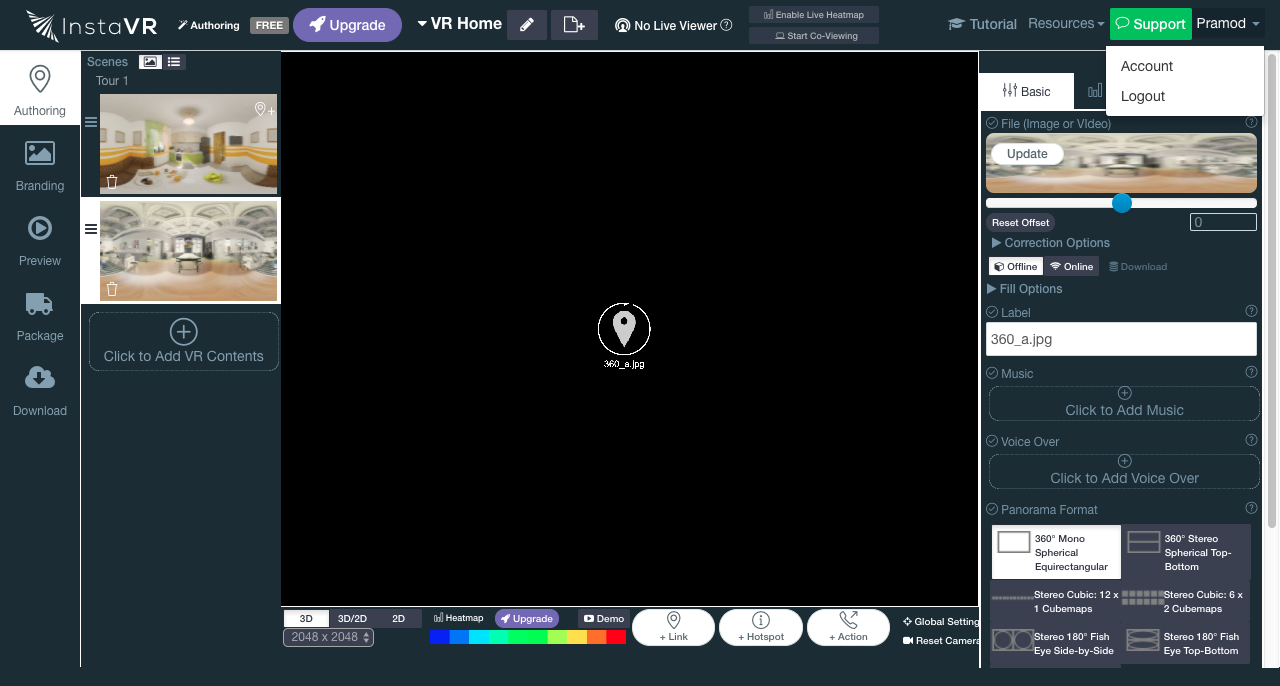 InstaVR
Authoring
FREE
Upgrade
VR Home
No Live Viewer
Enable Live Heatmap
Start Co-Viewing
Tutorial
Resources
Support
Pramod
Account
Logout
Authoring
Branding
Preview
Package
Download
Scenes
Tour 1
Click to Add VR Contents
360_a.jpg
3D
3D/2D
2D
2048 x 2048
Heatmap
Upgrade
Demo
+ Link
+ Hotspot
+ Action
Global Setting
Reset Camera
Basic
File (Image or VIdeo)
Update
Reset Offset
0
Correction Options
Offline
Online
Download
Fill Options
Label
360_a.jpg
Music
Click to Add Music
Voice Over
Click to Add Voice Over
Panorama Format
360° Mono
Spherical
Equirectangular
360° Stereo
Spherical Top-
Bottom
Stereo Cubic: 12 x
1 Cubemaps
Stereo Cubic: 6 x
2 Cubemaps
Stereo 180° Fish
Eye Side-by-Side
Stereo 180° Fish
Eye Top-Bottom